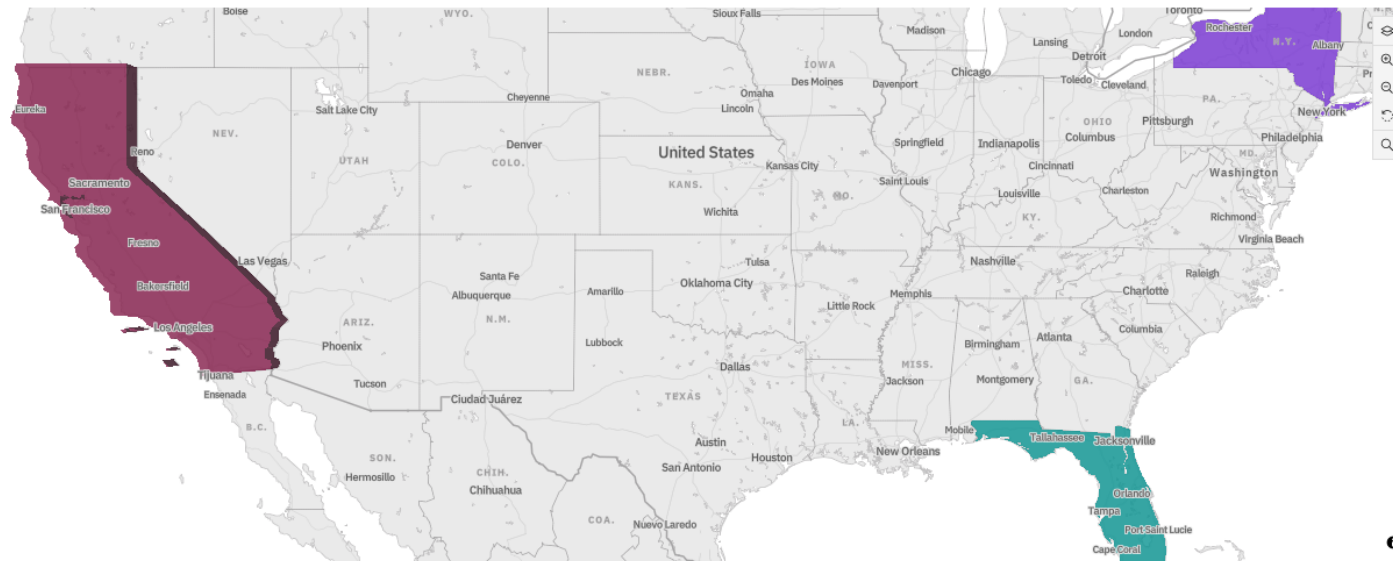 Boise
WYO.
Sioux Falls
Madison
Toronto
London
Rochester
N.Y.
Albany
Lansing
Detroit
Chicago
Toledo
Cleveland
NEBR.
IOWA
Des Moines
Davenport
Omaha
Lincoln
Cheyenne
Salt Lake City
Eureka
NEV.
Reno
UTAH
Denver
COLO.
United States
Kansas City
KANS.
Wichita
MO.
Springfield
Saint Louis
Indianapolis
OHIO
Columbus
Cincinnati
Louisville
KY.
Charleston
PA.
Pittsburgh
New York
Philadelphia
MD.
Washington
Richmond
Virginia Beach
Sacramento
San Francisco
Fresno
Las Vegas
Bakersfield
Los Angeles
Tijuana
Ensenada
B.C.
ARIZ.
Phoenix
Tucson
Santa Fe
Albuquerque
N.M.
Amarillo
Lubbock
Tulsa
Oklahoma City
Little Rock
Memphis
Nashville
Raleigh
Charlotte
Columbia
Atlanta
Birmingham
MISS.
Jackson
Montgomery
GA.
Dallas
TEXAS
LA.
Ciudad Juárez
Austin
San Antonio
Houston
New Orleans
Mobile
Tallahassee
Jacksonville
Orlando
Tampa
Port Saint Lucie
Cape Coral
SON.
Hermosillo
CHIH.
Chihuahua
COA.
Nuevo Laredo